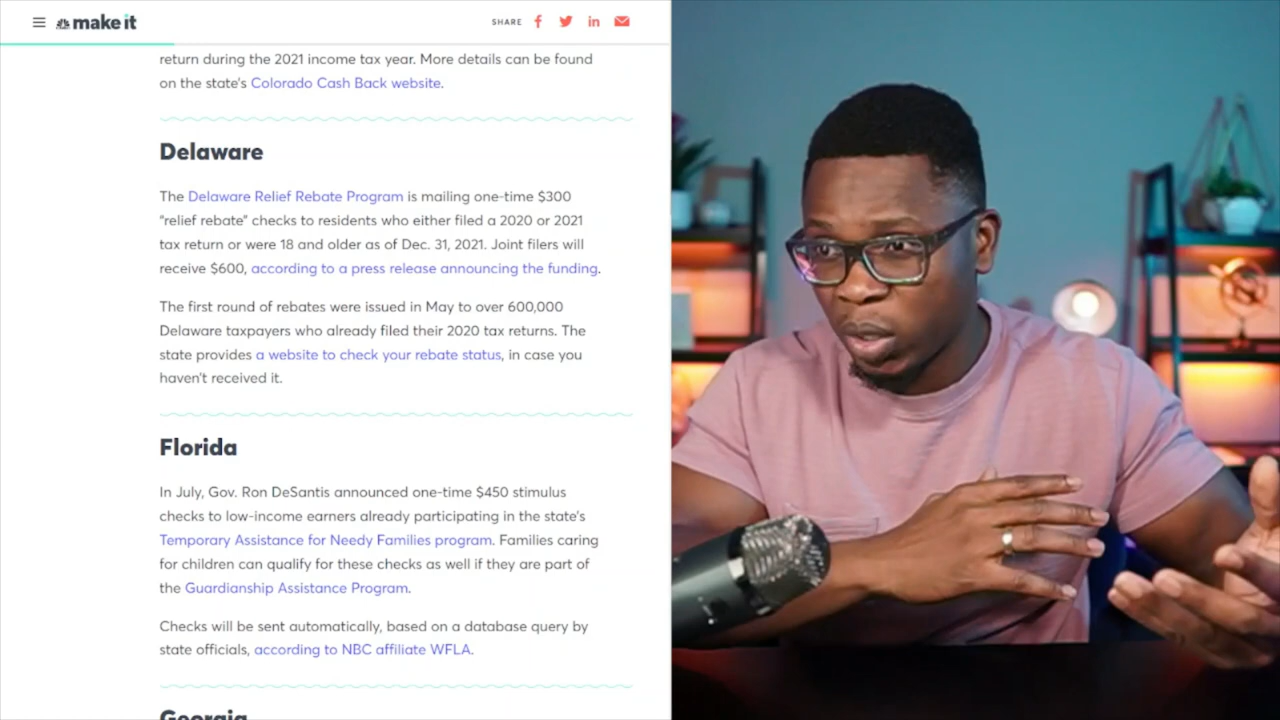 make it
SHARE
return during the 2021 income tax year. More details can be found
on the state's Colorado Cash Back website.
Delaware
The Delaware Relief Rebate Program is mailing one-time $300
“relief rebate” checks to residents who either filed a 2020 or 2021
tax return or were 18 and older as of Dec. 31, 2021. Joint filers will
receive $600, according to a press release announcing the funding.
The first round of rebates were issued in May to over 600,000
Delaware taxpayers who already filed their 2020 tax returns. The
state provides a website to check your rebate status, in case you
haven't received it.
Florida
In July, Gov. Ron DeSantis announced one-time $450 stimulus
checks to low-income earners already participating in the state's
Temporary Assistance for Needy Families program. Families caring
for children can qualify for these checks as well if they are part of
the Guardianship Assistance Program.
Checks will be sent automatically, based on a database query by
state officials, according to NBC affiliate WFLA.
Georgia